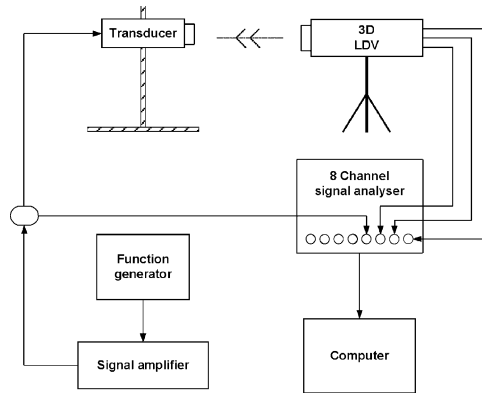 Transducer
3D
LDV
8 Channel
signal analyser
Function
generator
Signal amplifier
Computer